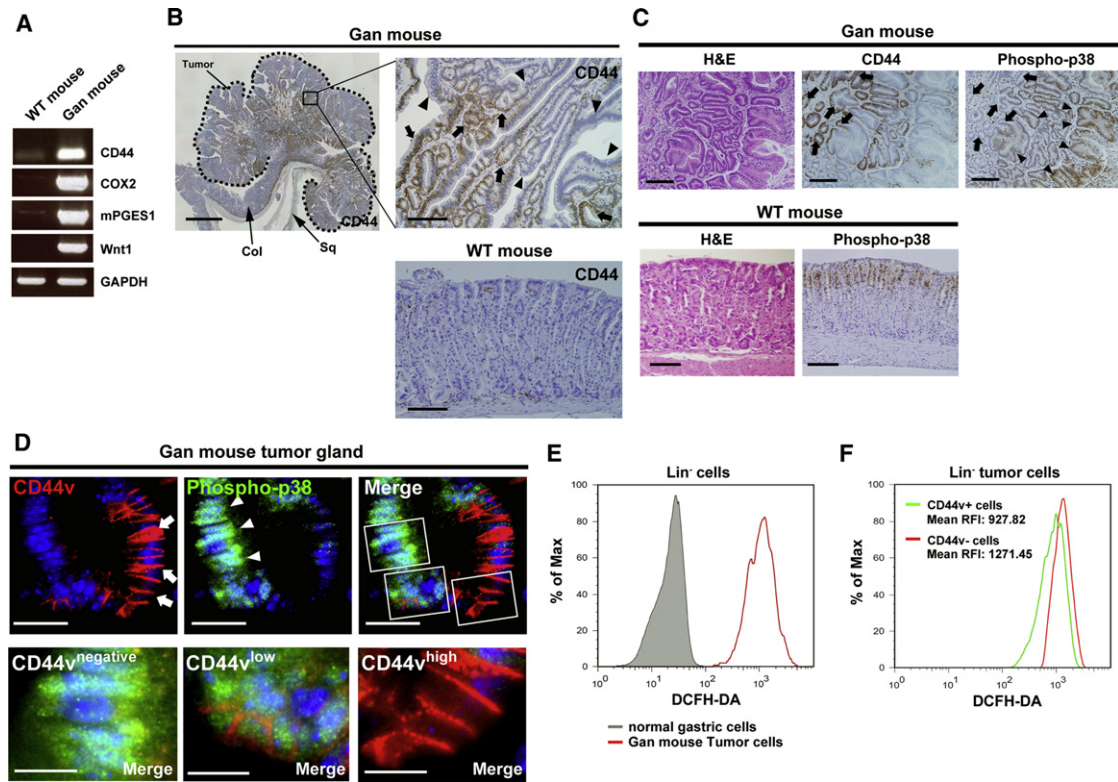 A
WT mouse
Gan mouse
CD44
COX2
mPGES1
Wnt1
GAPDH
B
Gan mouse
Tumor
CD44
Col
Sq
CD44
WT mouse
CD44
C
Gan mouse
H&E
CD44
Phospho-p38
WT mouse
H&E
Phospho-p38
D
Gan mouse tumor gland
CD44v
Phospho-p38
Merge
CD44vnegative
Merge
CD44vlow
Merge
CD44vhigh
Merge
E
Lin- cells
% of Max
100
80
60
40
20
0
10^0
10^1
10^2
10^3
DCFH-DA
normal gastric cells
Gan mouse Tumor cells
F
Lin- tumor cells
CD44v+ cells
Mean RFI: 927.82
CD44v- cells
Mean RFI: 1271.45
% of Max
100
80
60
40
20
0
10^0
10^1
10^2
10^3
DCFH-DA